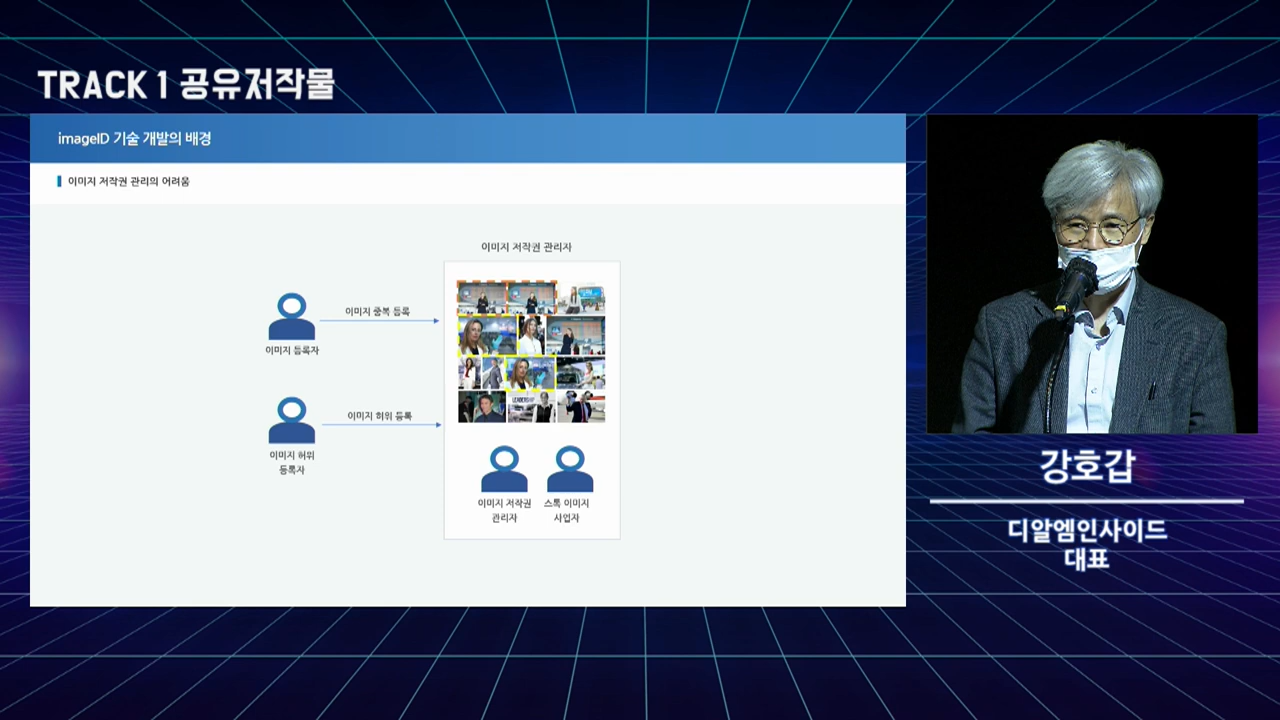 TRACK 1 공유저작물
imageID 기술 개발의 배경
이미지 저작권 관리의 어려움
이미지 저작권 관리자
이미지 중복 등록
이미지 등록자
이미지 허위 등록
이미지 허위
등록자
LEADERSHIP
이미지 저작권
관리자
스톡 이미지
사업자
강호갑
디알엠인사이드
대표